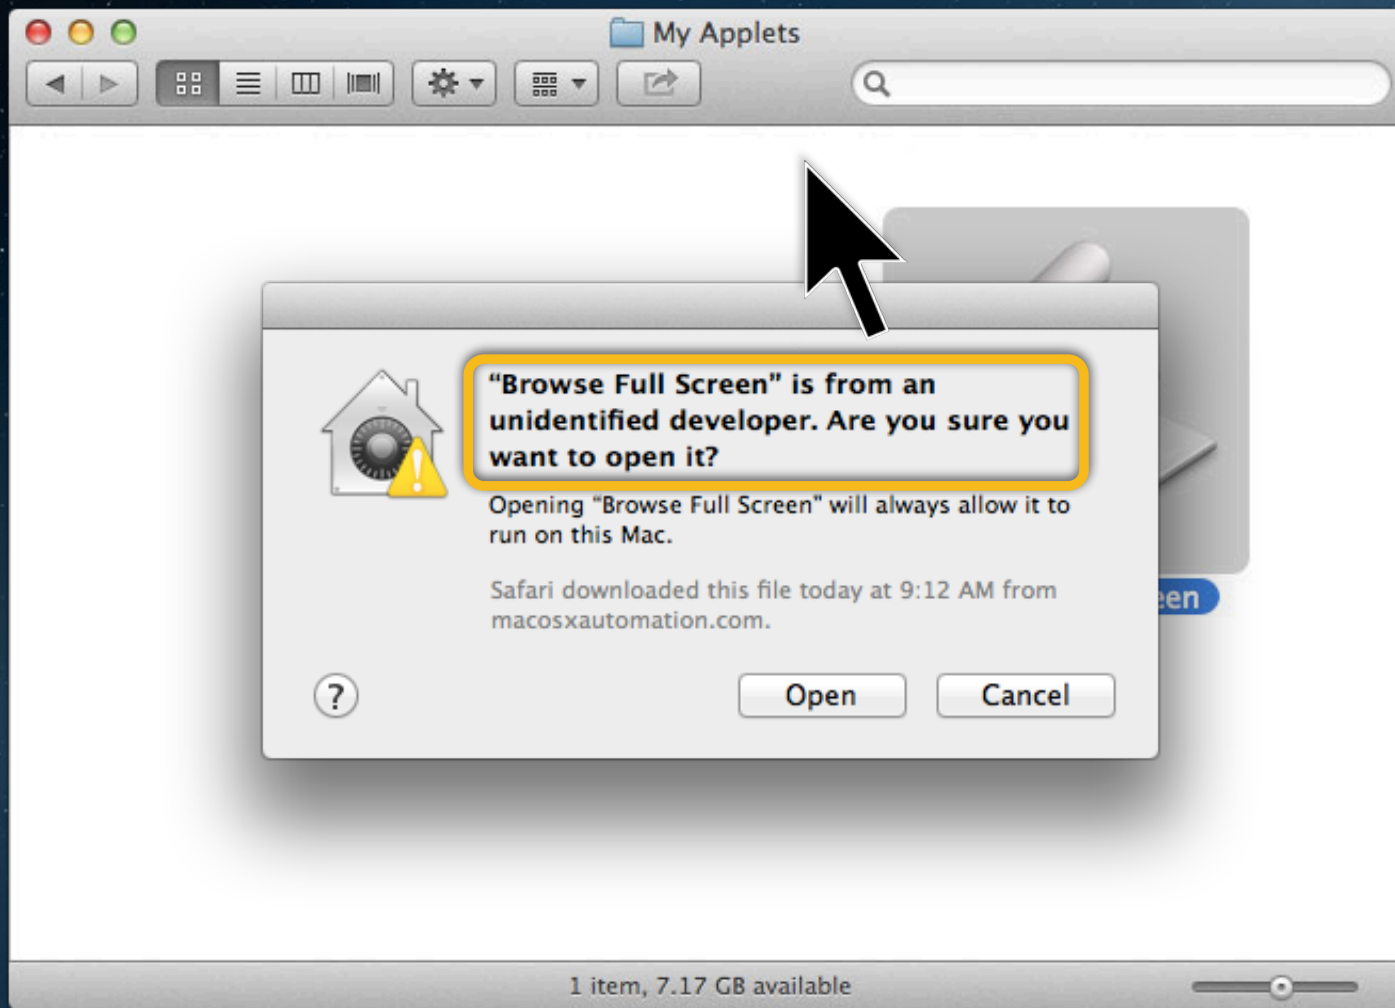 My Applets
“Browse Full Screen” is from an
unidentified developer. Are you sure you
want to open it?
Opening “Browse Full Screen” will always allow it to
run on this Mac.
Safari downloaded this file today at 9:12 AM from
macosxautomation.com.
een
?
Open
Cancel
1 item, 7.17 GB available